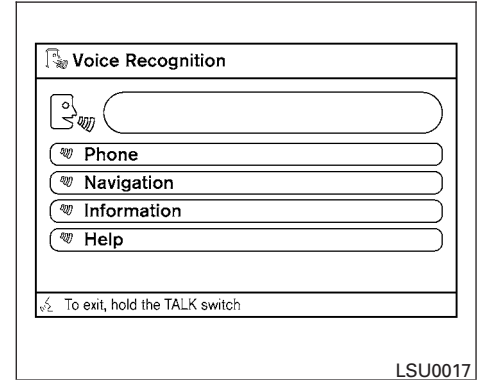 Voice Recognition
Phone
Navigation
Information
Help
To exit, hold the TALK switch
LSU0017